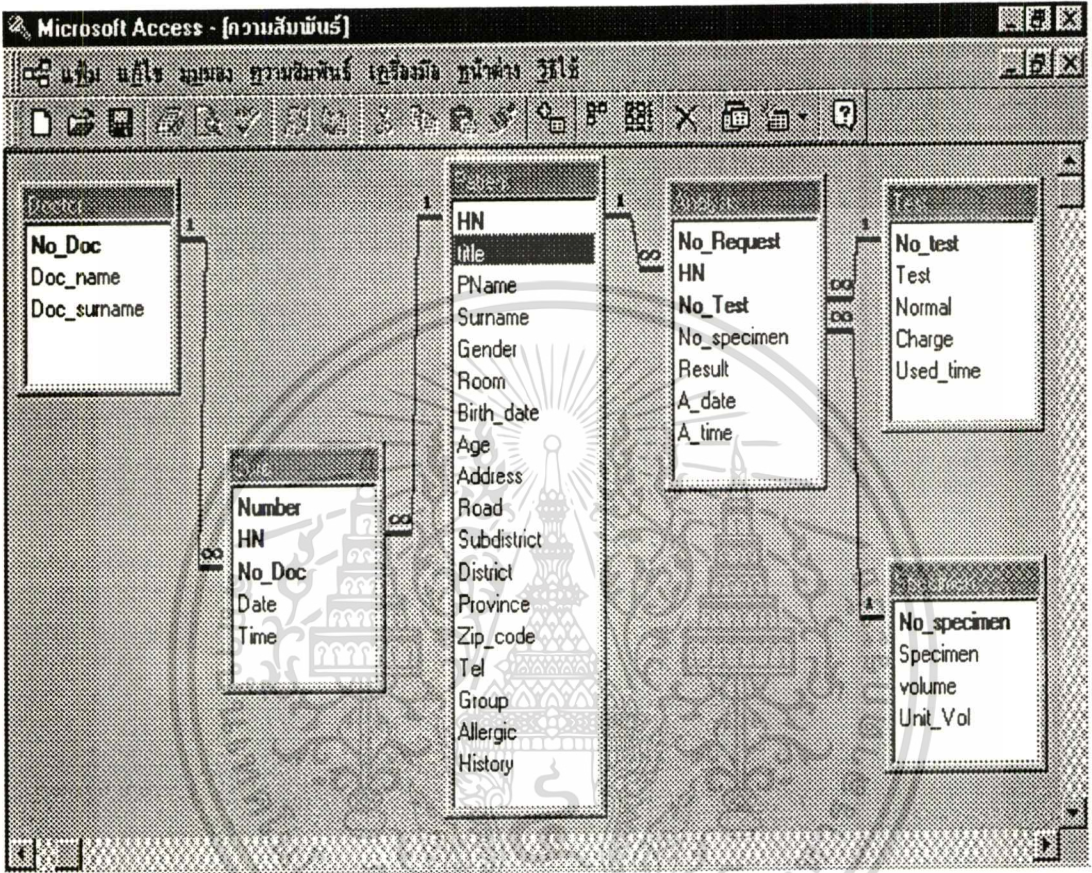 Microsoft Access - [ความสัมพันธ์]
แฟ้ม แก้ไข มุมมอง ความสัมพันธ์ เครื่องมือ หน้าต่าง วิธีใช้
Doctor
No_Doc
Doc_name
Doc_surname
1
∞
Number
HN
No_Doc
Date
Time
∞
1
Patient
HN
title
PName
Surname
Gender
Room
Birth_date
Age
Address
Road
Subdistrict
District
Province
Zip_code
Tel
Group
Allergic
History
1
∞
No_Request
HN
No_Test
No_specimen
Result
A_date
A_time
∞
∞
1
Test
No_test
Test
Normal
Charge
Used_time
1
Specimen
No_specimen
Specimen
volume
Unit_Vol